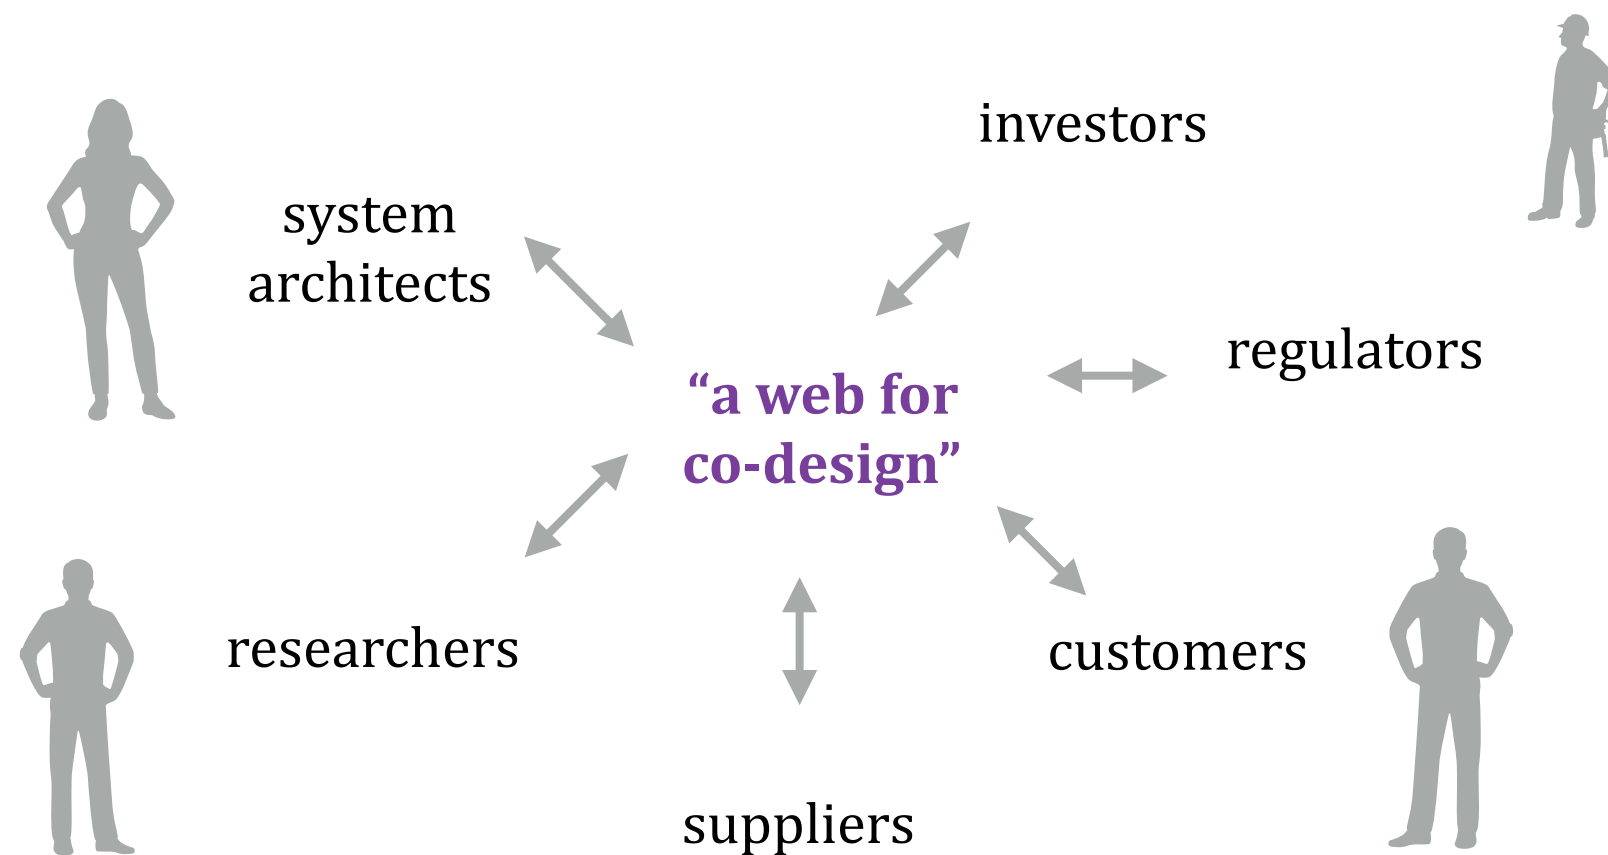 investors
system
architects
regulators
“a web for
co-design”
researchers
customers
suppliers